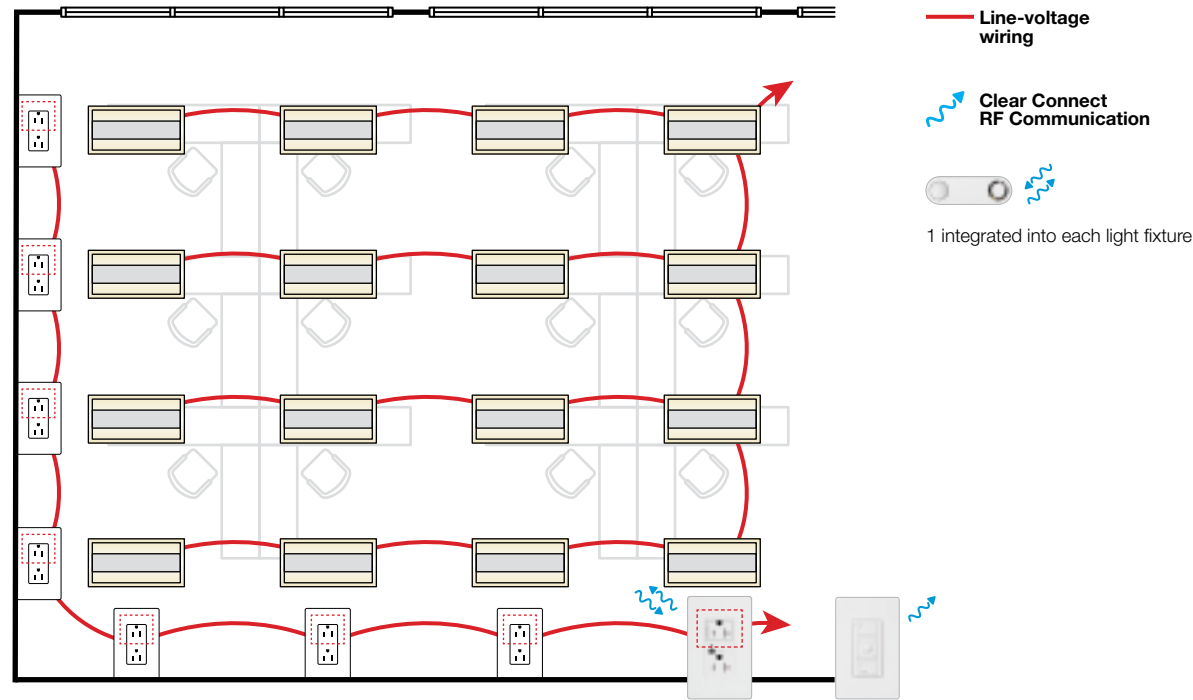 Line-voltage
wiring
Clear Connect
RF Communication
1 integrated into each light fixture